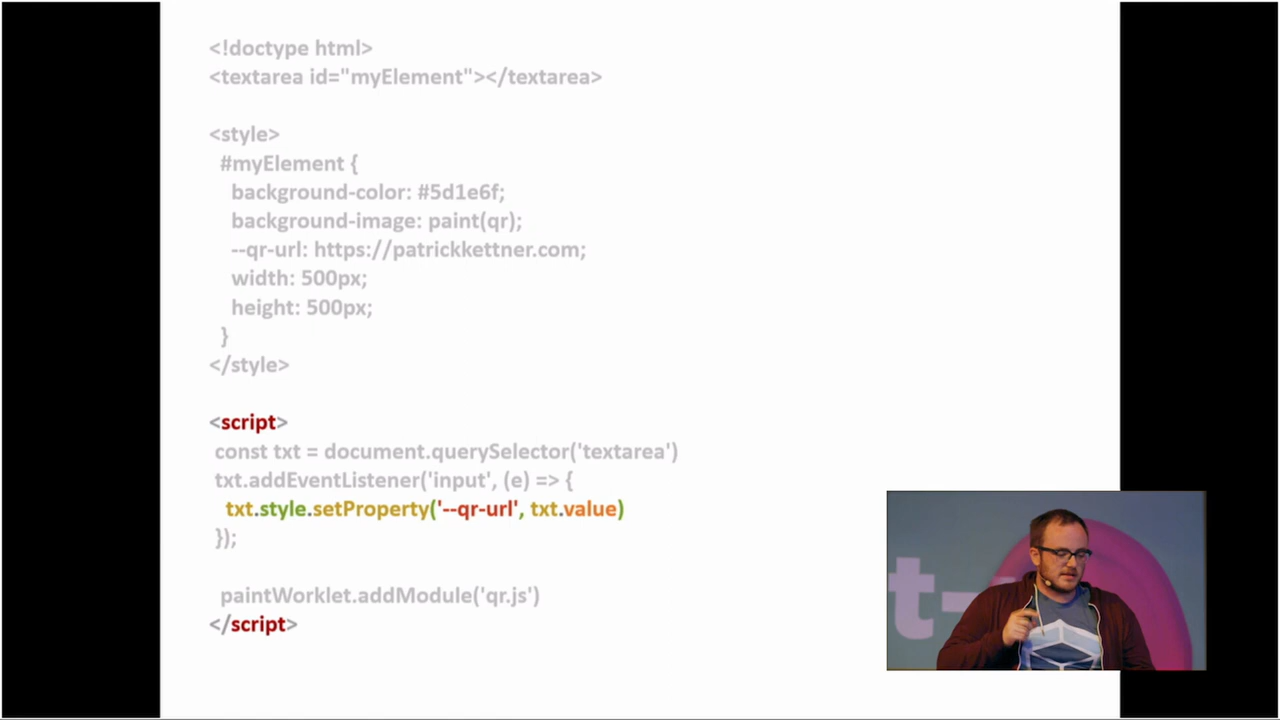 <!doctype html>
<textarea id="myElement"></textarea>
<style>
#myElement {
background-color: #5d1e6f;
background-image: paint(qr);
--qr-url: https://patrickkettner.com;
width: 500px;
height: 500px;
}
</style>
<script>
const txt = document.querySelector('textarea')
txt.addEventListener('input', (e) => {
txt.style.setProperty('--qr-url', txt.value)
});
paintWorklet.addModule('qr.js')
</script>
t-